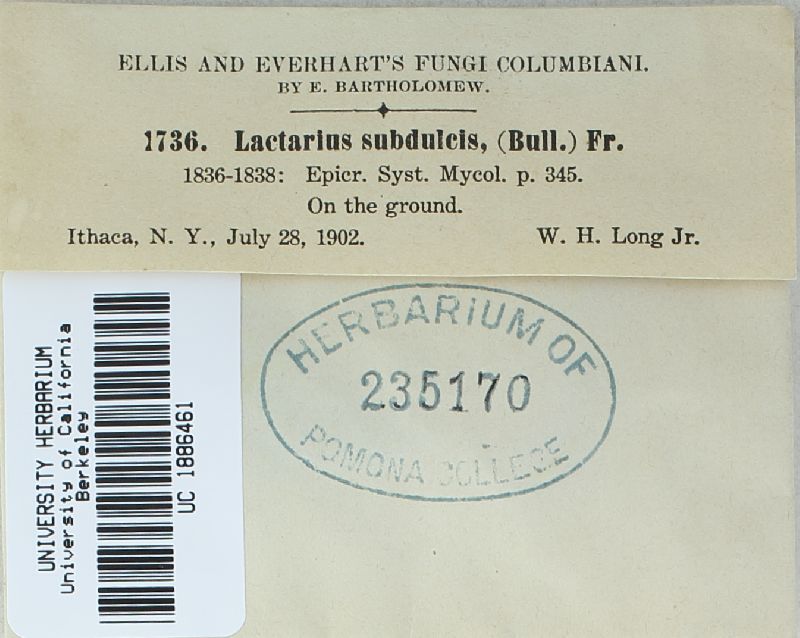 ELLIS AND EVERHART'S FUNGI COLUMBIANI.
BY E. BARTHOLOMEW.
1736. Lactarius subdulcis, (Bull.) Fr.
1836-1838: Epicr. Syst. Mycol. p. 345.
On the ground.
Ithaca, N. Y., July 28, 1902. W. H. Long Jr.
HERBARIUM OF
235170
POMONA COLLEGE
UNIVERSITY HERBARIUM
University of California
Berkeley
UC 1886461